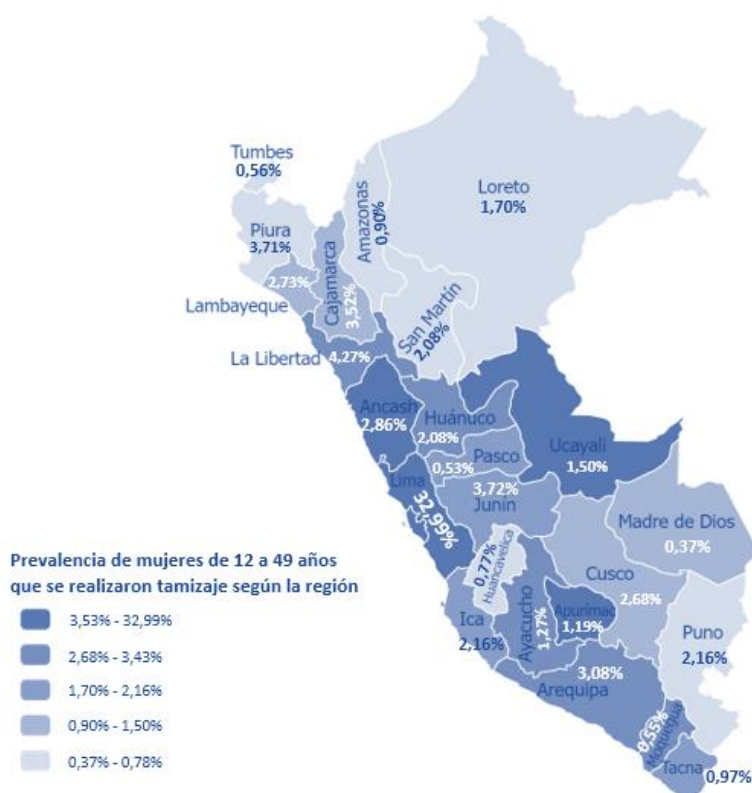 Tumbes
0,56%
Piura
3,71%
Lambayeque
2,73%
Cajamarca
3,52%
Amazonas
0,90%
Loreto
1,70%
San Martín
2,08%
La Libertad
4,27%
Ancash
2,86%
Huánuco
2,08%
Ucayali
1,50%
Pasco
0,53%
Lima
32,99%
3,72%
Junín
Madre de Dios
0,37%
Huancavelica
0,77%
Cusco
2,68%
Ica
2,16%
Ayacucho
1,27%
Apurímac
1,19%
Puno
2,16%
3,08%
Arequipa
0,55%
Moquegua
Tacna
0,97%
Prevalencia de mujeres de 12 a 49 años
que se realizaron tamizaje según la región
3,53% - 32,99%
2,68% - 3,43%
1,70% - 2,16%
0,90% - 1,50%
0,37% - 0,78%